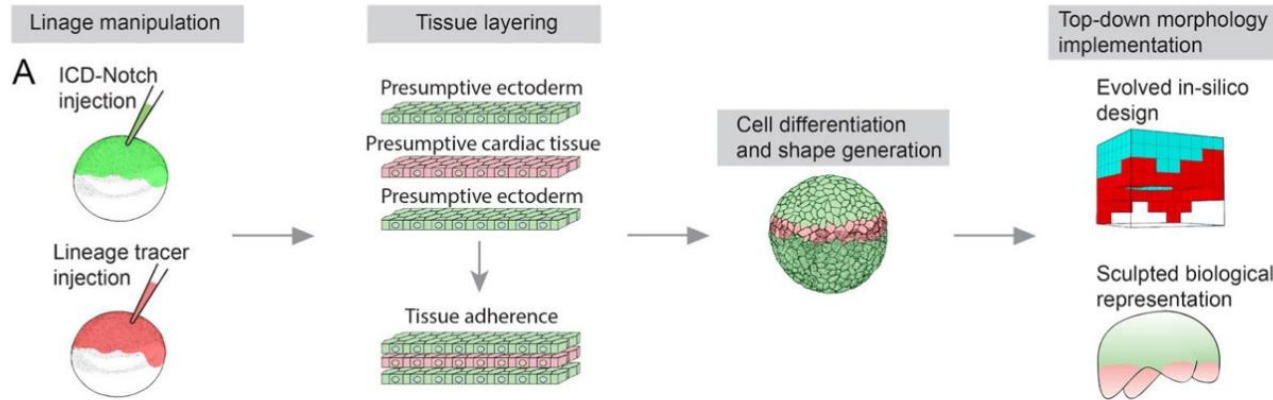 Linage manipulation
Tissue layering
Top-down morphology
implementation
A
ICD-Notch
injection
Lineage tracer
injection
Presumptive ectoderm
Presumptive cardiac tissue
Presumptive ectoderm
Tissue adherence
Cell differentiation
and shape generation
Evolved in-silico
design
Sculpted biological
representation